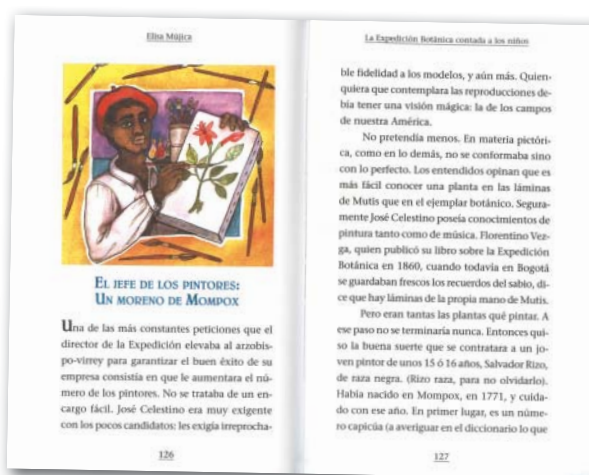 Elisa Mújica
EL JEFE DE LOS PINTORES:
UN MORENO DE MOMPOX
Una de las más constantes peticiones que el
director de la Expedición elevaba al arzobis-
po-virrey para garantizar el buen éxito de su
empresa consistía en que le aumentara el nú-
mero de los pintores. No se trataba de un en-
cargo fácil. José Celestino era muy exigente
con los pocos candidatos: les exigía irreprocha-
126
La Expedición Botánica contada a los niños
ble fidelidad a los modelos, y aún más. Quien-
quiera que contemplara las reproducciones de-
bía tener una visión mágica: la de los campos
de nuestra América.
No pretendía menos. En materia pictóri-
ca, como en lo demás, no se conformaba sino
con lo perfecto. Los entendidos opinan que es
más fácil conocer una planta en las láminas
de Mutis que en el ejemplar botánico. Segura-
mente José Celestino poseía conocimientos de
pintura tanto como de música. Florentino Vez-
ga, quien publicó su libro sobre la Expedición
Botánica en 1860, cuando todavía en Bogotá
se guardaban frescos los recuerdos del sabio, di-
ce que hay láminas de la propia mano de Mutis.
Pero eran tantas las plantas qué pintar. A
ese paso no se terminaría nunca. Entonces qui-
so la buena suerte que se contratara a un jo-
ven pintor de unos 15 ó 16 años, Salvador Rizo,
de raza negra. (Rizo raza, para no olvidarlo).
Había nacido en Mompox, en 1771, y cuida-
do con ese año. En primer lugar, es un núme-
ro capicúa (a averiguar en el diccionario lo que
127